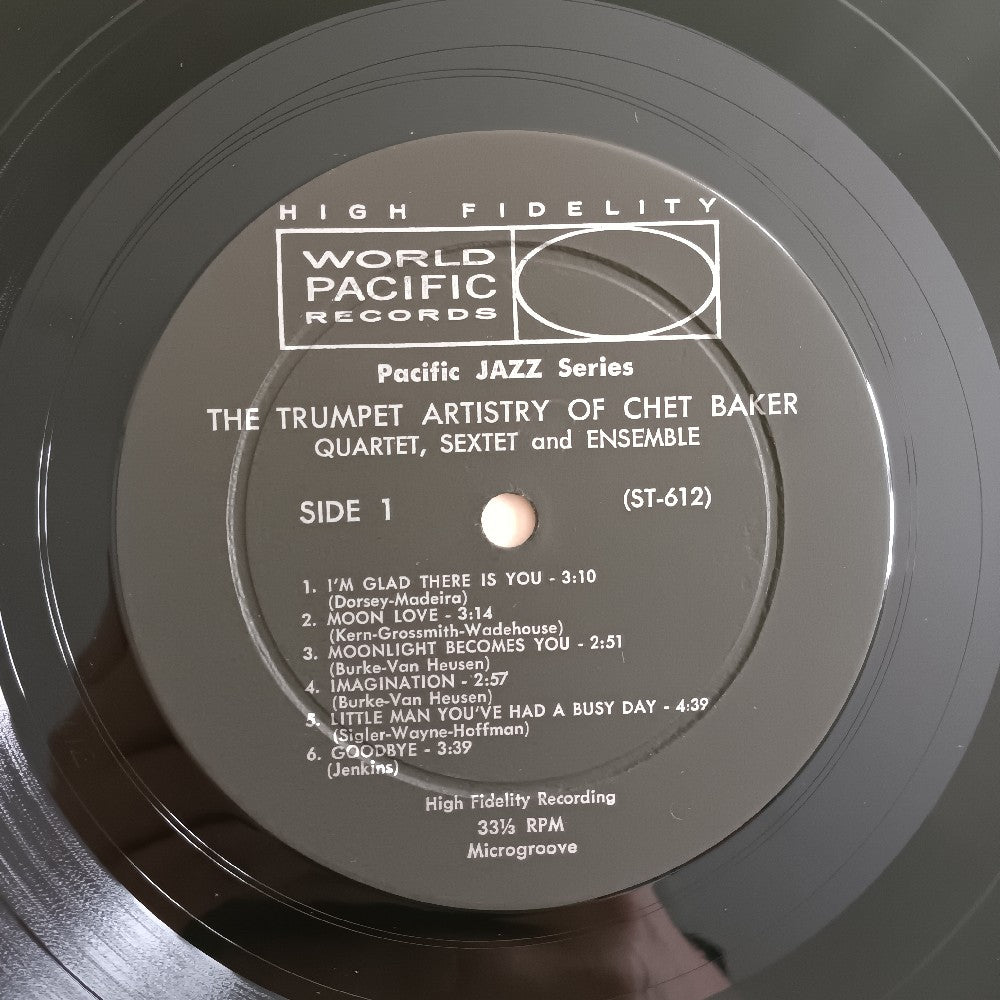 HIGH FIDELITY
WORLD
PACIFIC
RECORDS
Pacific JAZZ Series
THE TRUMPET ARTISTRY OF CHET BAKER
QUARTET, SEXTET and ENSEMBLE
SIDE 1 (ST-612)
1. I'M GLAD THERE IS YOU - 3:10
(Dorsey-Madeira)
2. MOON LOVE - 3:14
(Kern-Grossmith-Wadehouse)
3. MOONLIGHT BECOMES YOU - 2:51
(Burke-Van Heusen)
4. IMAGINATION - 2:57
(Burke-Van Heusen)
5. LITTLE MAN YOU'VE HAD A BUSY DAY - 4:39
(Sigler-Wayne-Hoffman)
6. GOODBYE - 3:39
(Jenkins)
High Fidelity Recording
33⅓ RPM
Microgroove